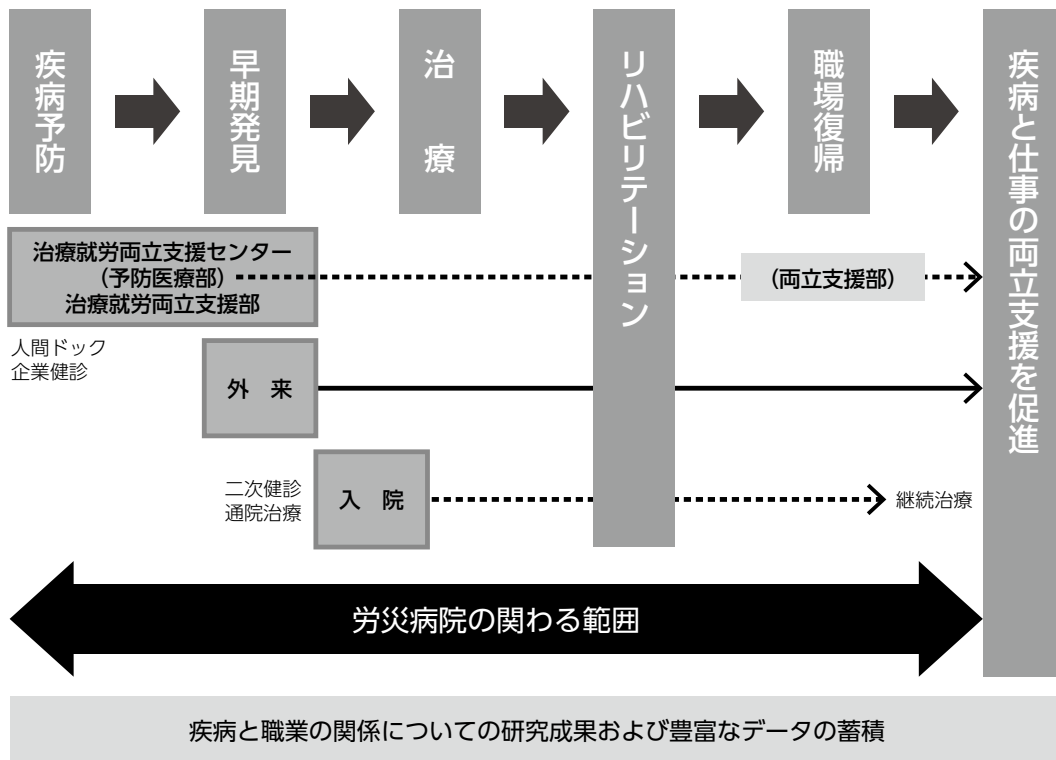 疾病予防
早期発見
治療
リハビリテーション
職場復帰
疾病と仕事の両立支援を促進
治療就労両立支援センター
（予防医療部）
治療就労両立支援部
（両立支援部）
人間ドック
企業健診
外 来
二次健診
通院治療
入 院
継続治療
労災病院の関わる範囲
疾病と職業の関係についての研究成果および豊富なデータの蓄積